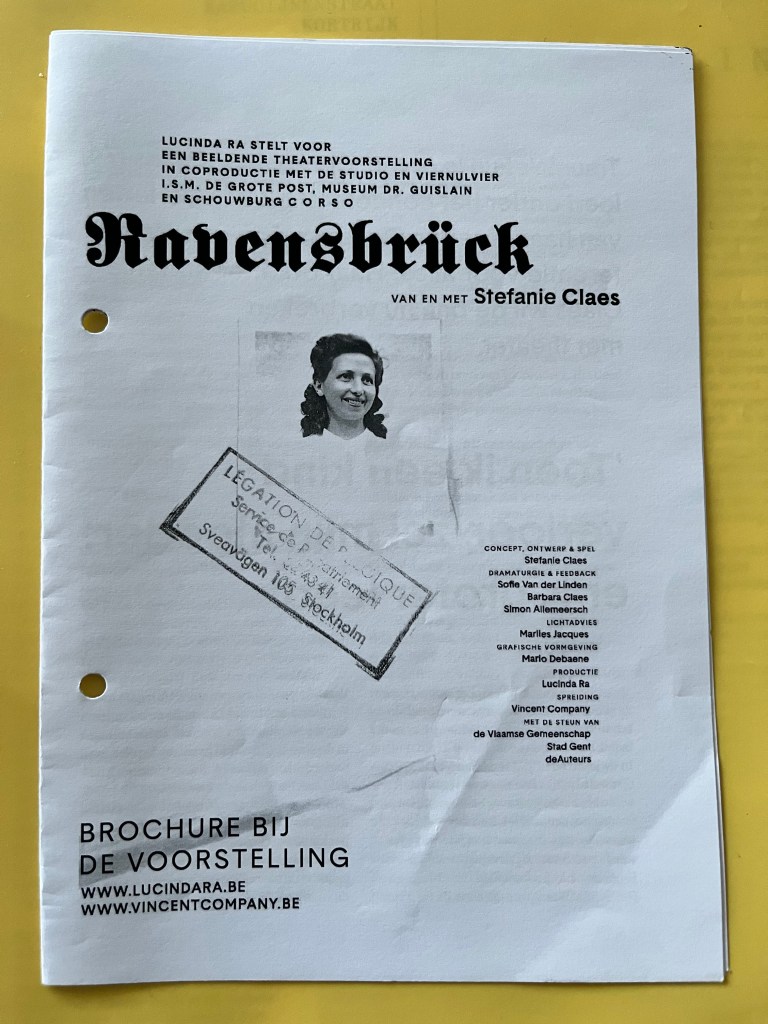 LUCINDA RA STELT VOOR
EEN BEELDENDE THEATERVOORSTELLING
IN COPRODUCTIE MET DE STUDIO EN VIERNULVIER
I.S.M. DE GROTE POST, MUSEUM DR. GUISLAIN
EN SCHOUWBURG C O R S O
Ravensbrück
VAN EN MET Stefanie Claes
LÉGATION DE BELGIQUE
Service de Rapatriement
Tel.
Sveavägen 105, Stockholm
CONCEPT, ONTWERP & SPEL
Stefanie Claes
DRAMATURGIE & FEEDBACK
Sofie Van der Linden
Barbara Claes
Simon Allemeersch
LICHTADVIES
Marlies Jacques
GRAFISCHE VORMGEVING
Mario Debaene
PRODUCTIE
Lucinda Ra
SPREIDING
Vincent Company
MET DE STEUN VAN
de Vlaamse Gemeenschap
Stad Gent
deAuteurs
BROCHURE BIJ
DE VOORSTELLING
WWW.LUCINDARA.BE
WWW.VINCENTCOMPANY.BE